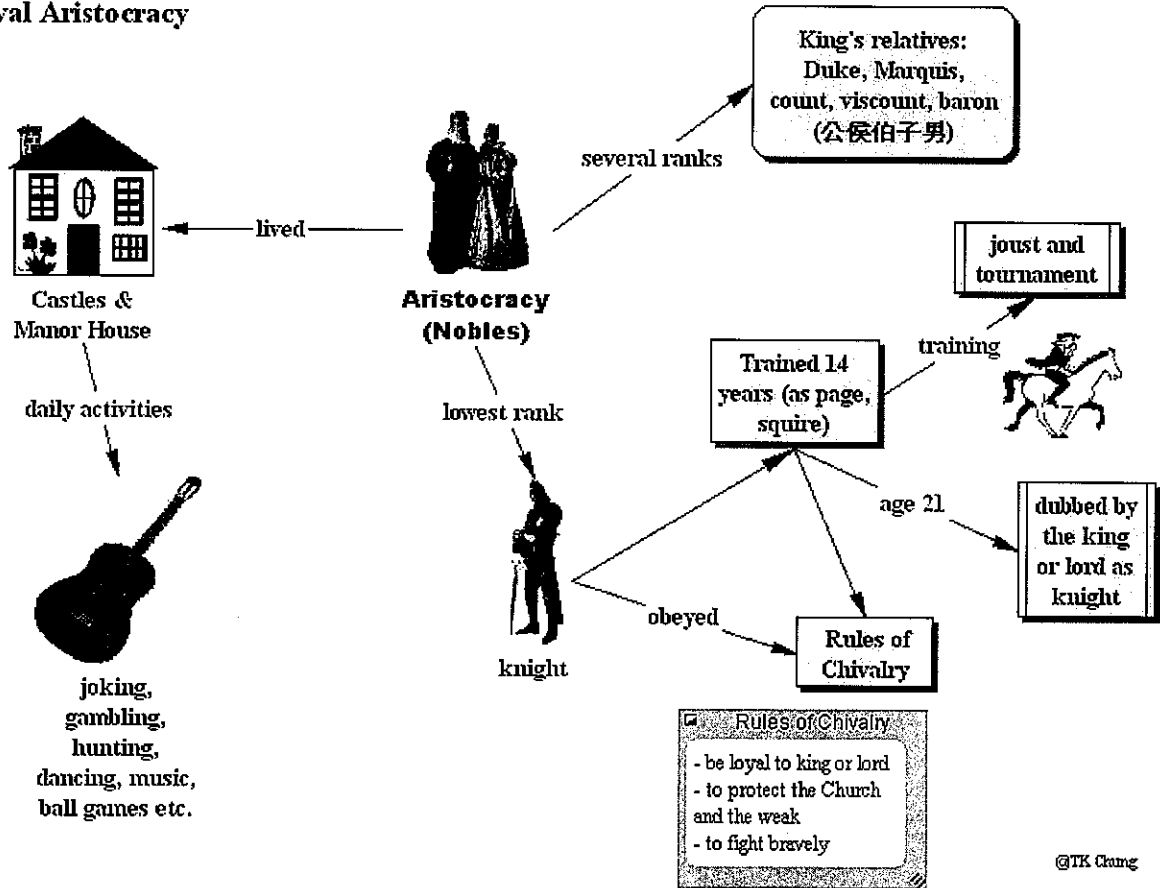 val Aristocracy
King's relatives:
Duke, Marquis,
count, viscount, baron
(公侯伯子男)
several ranks
lived
Castles &
Manor House
Aristocracy
(Nobles)
joust and
tournament
training
Trained 14
years (as page,
squire)
daily activities
lowest rank
age 21
dubbed by
the king
or lord as
knight
obeyed
Rules of
Chivalry
knight
joking,
gambling,
hunting,
dancing, music,
ball games etc.
Rules of Chivalry
- be loyal to king or lord
- to protect the Church
and the weak
- to fight bravely
@TK Chung